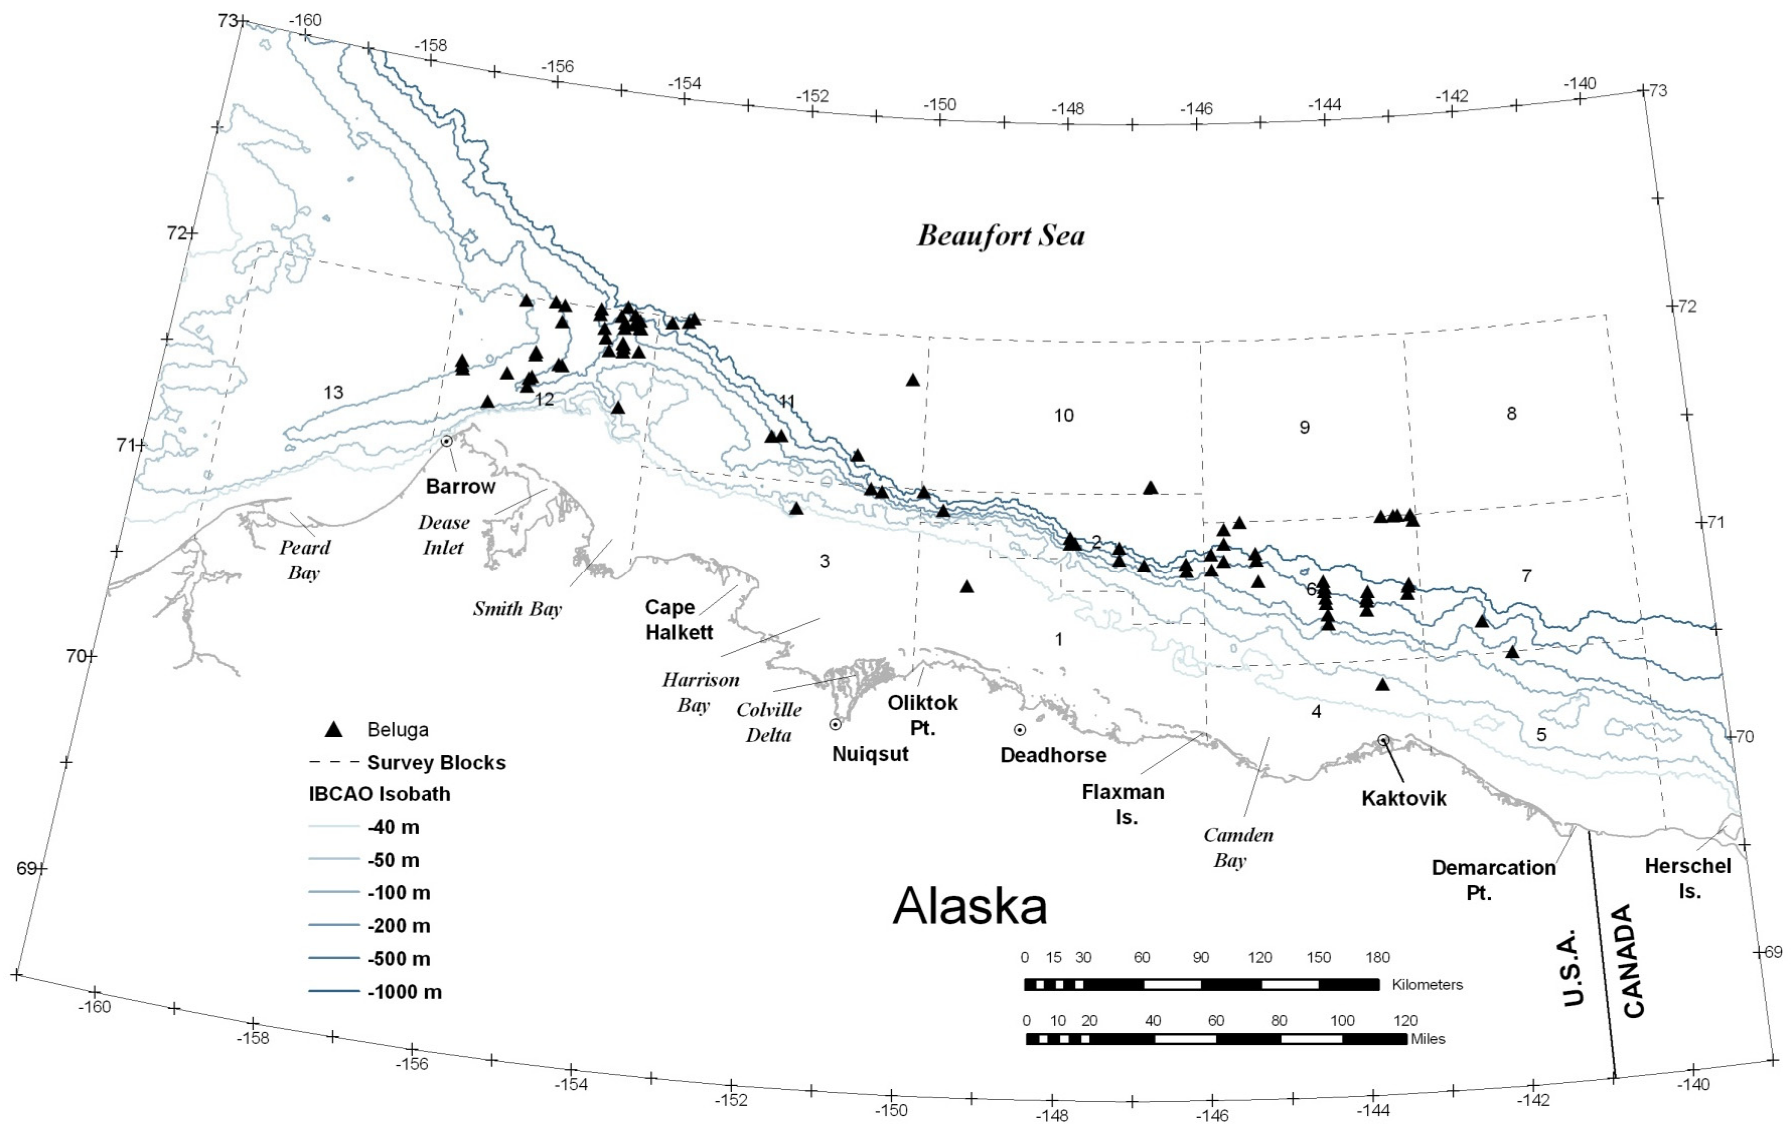 73
-160
-158
-156
-154
-152
-150
-148
-146
-144
-142
-140
73
72
Beaufort Sea
72
13
12
11
10
9
8
71
71
Barrow
Dease
Inlet
Peard
Bay
Smith Bay
3
2
6
7
Cape
Halkett
1
70
Harrison
Bay
Colville
Delta
Oliktok
Pt.
Nuiqsut
Deadhorse
4
5
70
Flaxman
Is.
Kaktovik
Camden
Bay
Demarcation
Pt.
Herschel
Is.
Beluga
Survey Blocks
IBCAO Isobath
-40 m
-50 m
-100 m
-200 m
-500 m
-1000 m
69
Alaska
U.S.A.
CANADA
69
0 15 30 60 90 120 150 180
Kilometers
0 10 20 40 60 80 100 120
Miles
-160
-158
-156
-154
-152
-150
-148
-146
-144
-142
-140